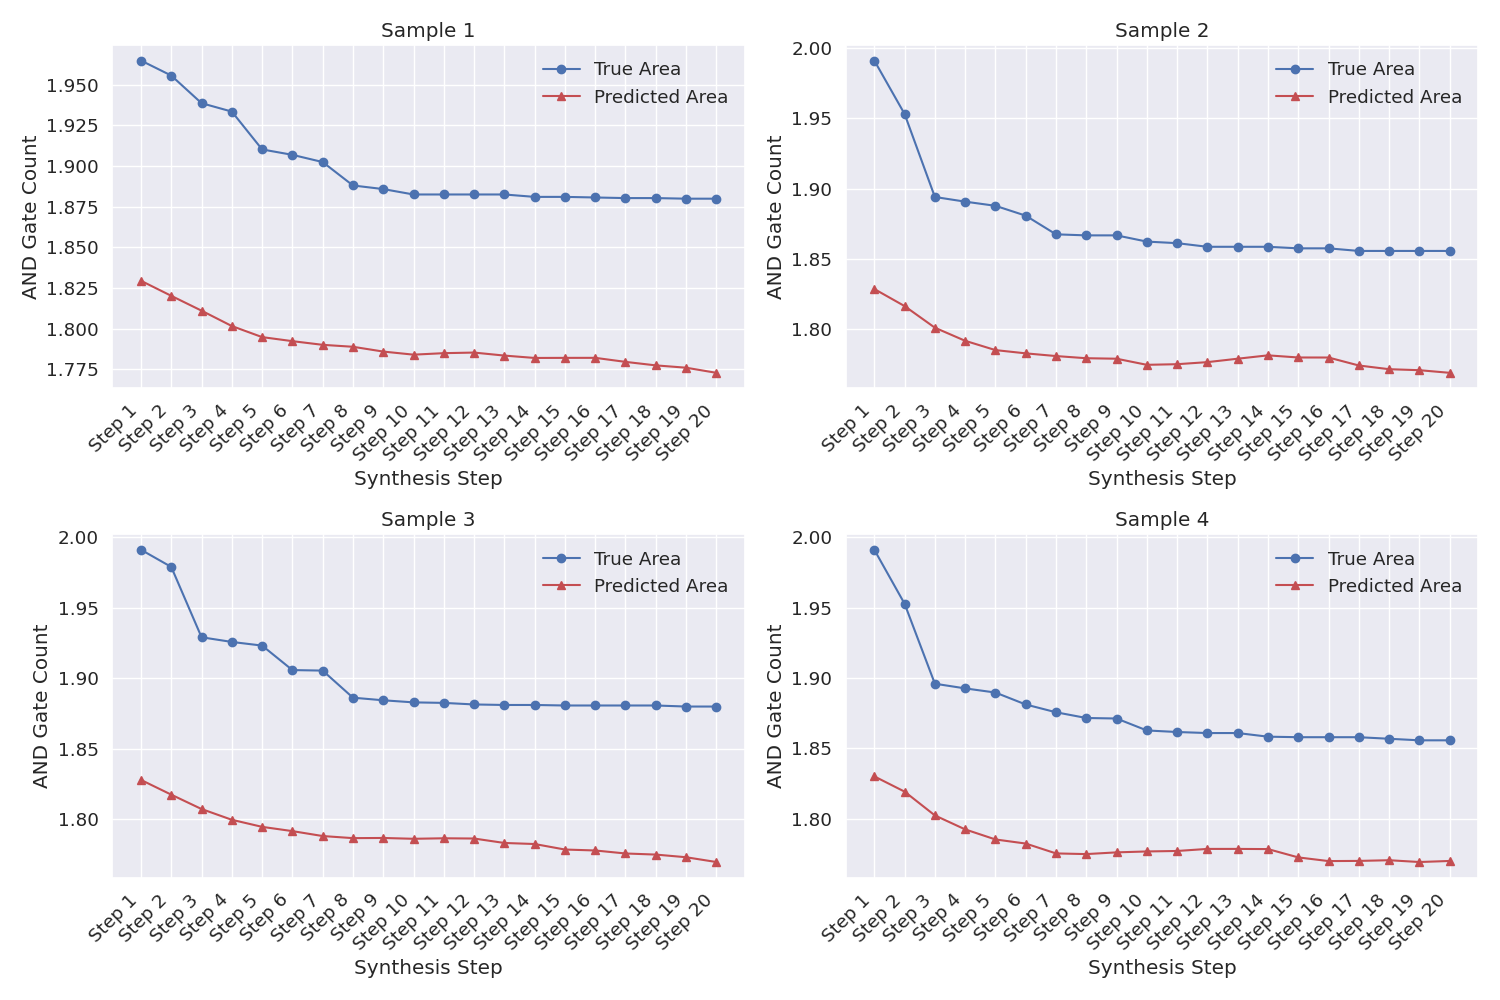 Sample 1
True Area
Predicted Area
1.950
1.925
1.900
1.875
1.850
1.825
1.800
1.775
AND Gate Count
Step 1
Step 2
Step 3
Step 4
Step 5
Step 6
Step 7
Step 8
Step 9
Step 10
Step 11
Step 12
Step 13
Step 14
Step 15
Step 16
Step 17
Step 18
Step 19
Step 20
Synthesis Step
Sample 2
True Area
Predicted Area
2.00
1.95
1.90
1.85
1.80
AND Gate Count
Step 1
Step 2
Step 3
Step 4
Step 5
Step 6
Step 7
Step 8
Step 9
Step 10
Step 11
Step 12
Step 13
Step 14
Step 15
Step 16
Step 17
Step 18
Step 19
Step 20
Synthesis Step
Sample 3
True Area
Predicted Area
2.00
1.95
1.90
1.85
1.80
AND Gate Count
Step 1
Step 2
Step 3
Step 4
Step 5
Step 6
Step 7
Step 8
Step 9
Step 10
Step 11
Step 12
Step 13
Step 14
Step 15
Step 16
Step 17
Step 18
Step 19
Step 20
Synthesis Step
Sample 4
True Area
Predicted Area
2.00
1.95
1.90
1.85
1.80
AND Gate Count
Step 1
Step 2
Step 3
Step 4
Step 5
Step 6
Step 7
Step 8
Step 9
Step 10
Step 11
Step 12
Step 13
Step 14
Step 15
Step 16
Step 17
Step 18
Step 19
Step 20
Synthesis Step